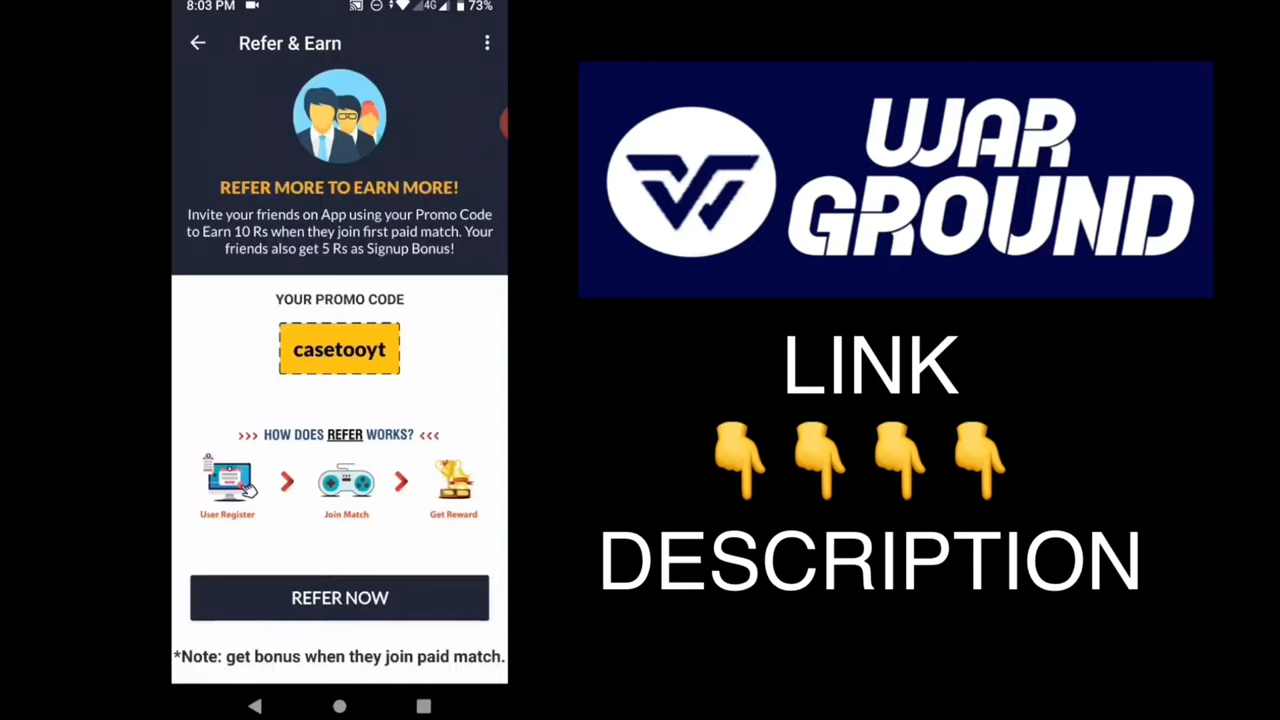 8:03 PM
4G
73%
Refer & Earn
REFER MORE TO EARN MORE!
Invite your friends on App using your Promo Code
to Earn 10 Rs when they join first paid match. Your
friends also get 5 Rs as Signup Bonus!
YOUR PROMO CODE
casetooyt
>>> HOW DOES REFER WORKS? <<<
User Register
Join Match
Get Reward
REFER NOW
*Note: get bonus when they join paid match.
WAR
GROUND
LINK
👇👇👇👇
DESCRIPTION